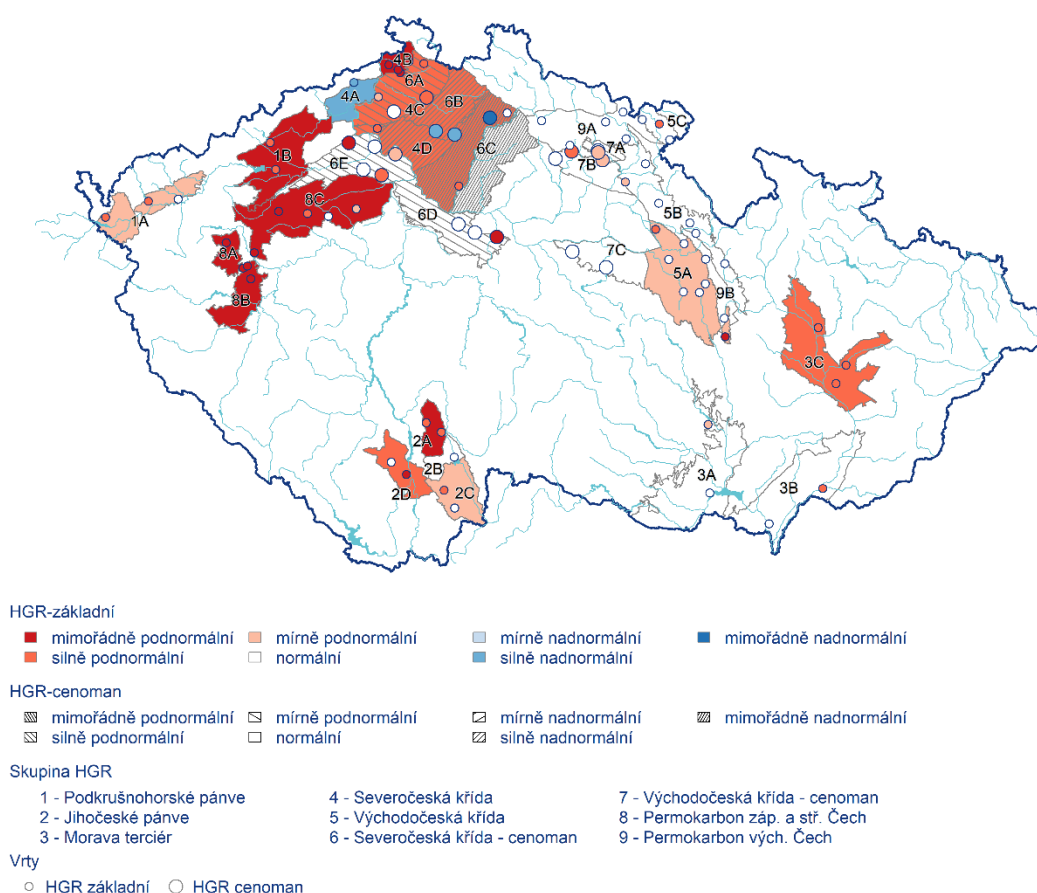 4B
6A
4A
4C
6B
9A
5C
7A
1B
4D
6C
7B
6E
8C
5B
1A
6D
8A
7C
5A
8B
9B
3C
2A
2B
3A
3B
2D
2C
HGR-základní
mimořádně podnormální mírně podnormální mírně nadnormální mimořádně nadnormální
silně podnormální normální silně nadnormální
HGR-cenoman
mimořádně podnormální mírně podnormální mírně nadnormální mimořádně nadnormální
silně podnormální normální silně nadnormální
Skupina HGR
1 - Podkrušnohorské pánve 4 - Severočeská křída 7 - Východočeská křída - cenoman
2 - Jihočeské pánve 5 - Východočeská křída 8 - Permokarbon záp. a stř. Čech
3 - Morava terciér 6 - Severočeská křída - cenoman 9 - Permokarbon vých. Čech
Vrty
HGR základní HGR cenoman